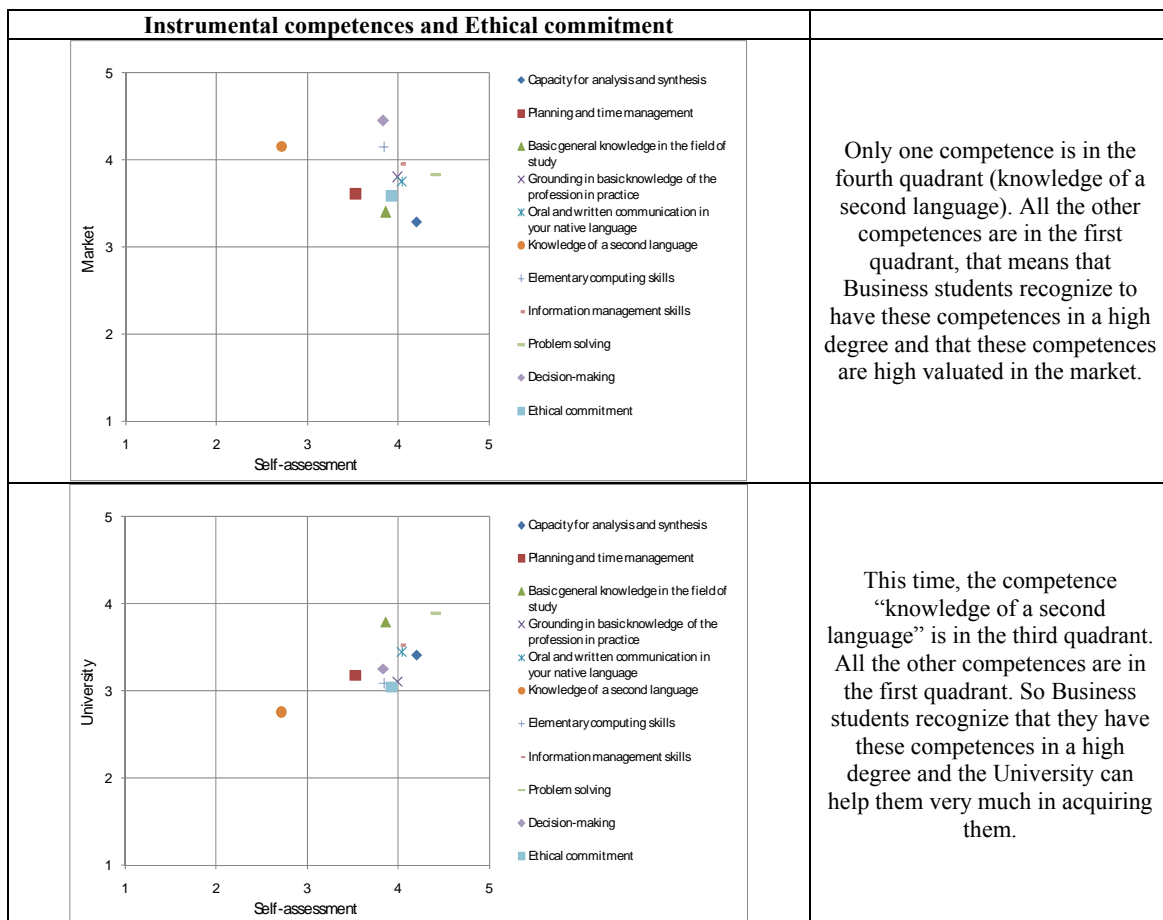 Instrumental competences and Ethical commitment
5
4
3
2
1
Market
1 2 3 4 5
Self-assessment
Capacity for analysis and synthesis
Planning and time management
Basic general knowledge in the field of
study
Grounding in basic knowledge of the
profession in practice
Oral and written communication in
your native language
Knowledge of a second language
Elementary computing skills
Information management skills
Problem solving
Decision-making
Ethical commitment
Only one competence is in the
fourth quadrant (knowledge of a
second language). All the other
competences are in the first
quadrant, that means that
Business students recognize to
have these competences in a high
degree and that these competences
are high valuated in the market.
5
4
3
2
1
University
1 2 3 4 5
Self-assessment
Capacity for analysis and synthesis
Planning and time management
Basic general knowledge in the field of
study
Grounding in basic knowledge of the
profession in practice
Oral and written communication in
your native language
Knowledge of a second language
Elementary computing skills
Information management skills
Problem solving
Decision-making
Ethical commitment
This time, the competence
“knowledge of a second
language” is in the third quadrant.
All the other competences are in
the first quadrant. So Business
students recognize that they have
these competences in a high
degree and the University can
help them very much in acquiring
them.